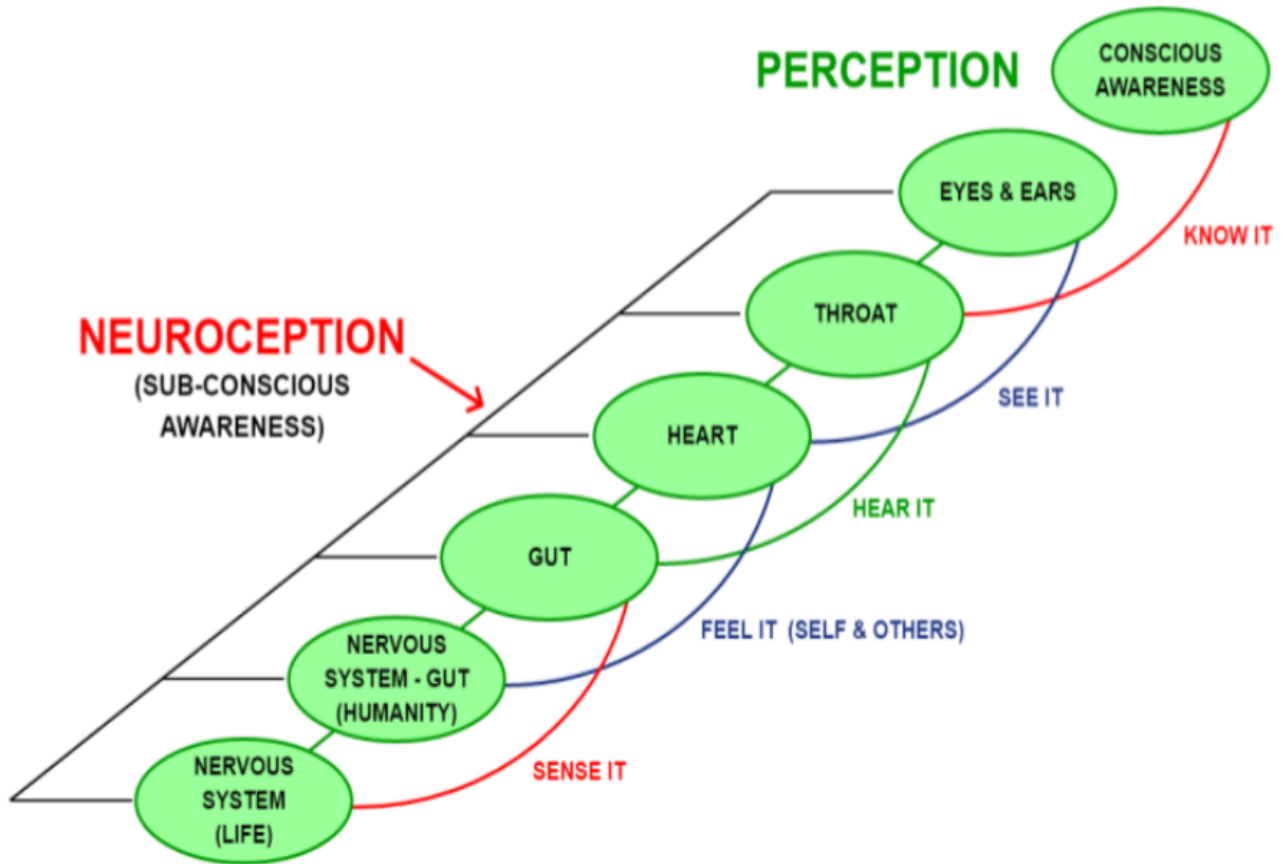 PERCEPTION
CONSCIOUS
AWARENESS
EYES & EARS
KNOW IT
THROAT
NEUROCEPTION
(SUB-CONSCIOUS
AWARENESS)
SEE IT
HEART
HEAR IT
GUT
FEEL IT (SELF & OTHERS)
NERVOUS
SYSTEM - GUT
(HUMANITY)
SENSE IT
NERVOUS
SYSTEM
(LIFE)